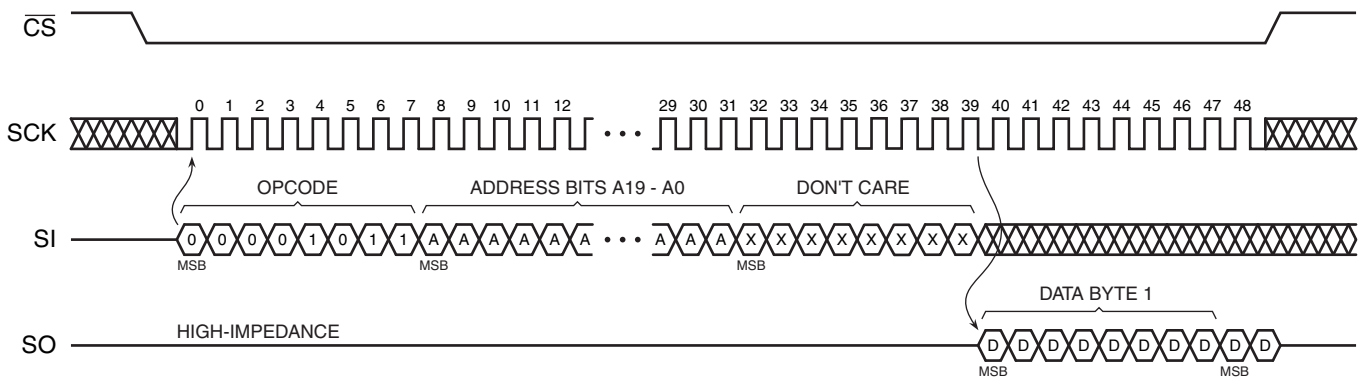 CS
0 1 2 3 4 5 6 7 8 9 10 11 12 29 30 31 32 33 34 35 36 37 38 39 40 41 42 43 44 45 46 47 48
SCK
OPCODE ADDRESS BITS A19 - A0 DON'T CARE
SI 0 0 0 0 1 0 1 1 A A A A A A A A A X X X X X X X X
MSB MSB MSB
DATA BYTE 1
HIGH-IMPEDANCE
SO D D D D D D D D D D
MSB MSB